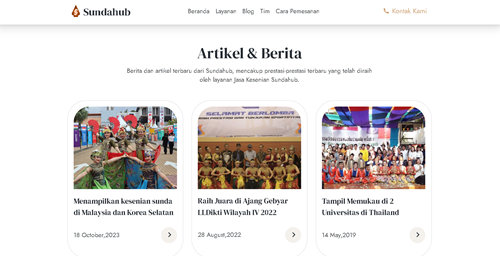 Sundahub
Beranda Layanan Blog Tim Cara Pemesanan
Kontak Kami
Artikel & Berita
Berita dan artikel terbaru dari Sundahub, mencakup prestasi-prestasi terbaru yang telah diraih
oleh layanan Jasa Kesenian Sundahub.
SELAMAT BERLOMBA
Menampilkan kesenian sunda
di Malaysia dan Korea Selatan
18 October,2023
Raih Juara di Ajang Gebyar
LLDikti Wilayah IV 2022
28 August,2022
Tampil Memukau di 2
Universitas di Thailand
14 May,2019